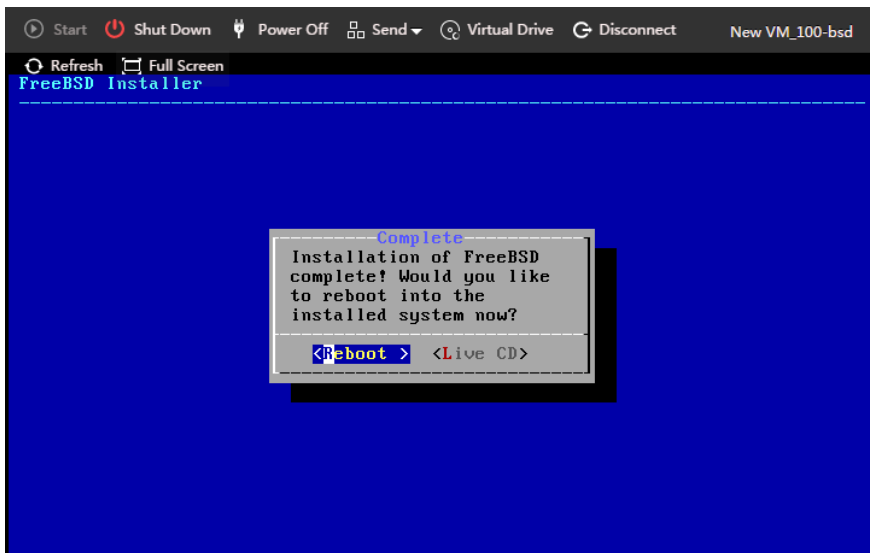 Start Shut Down Power Off Send Virtual Drive Disconnect New VM_100-bsd
Refresh Full Screen
FreeBSD Installer
Complete
Installation of FreeBSD
complete! Would you like
to reboot into the
installed system now?
<Reboot > <Live CD>